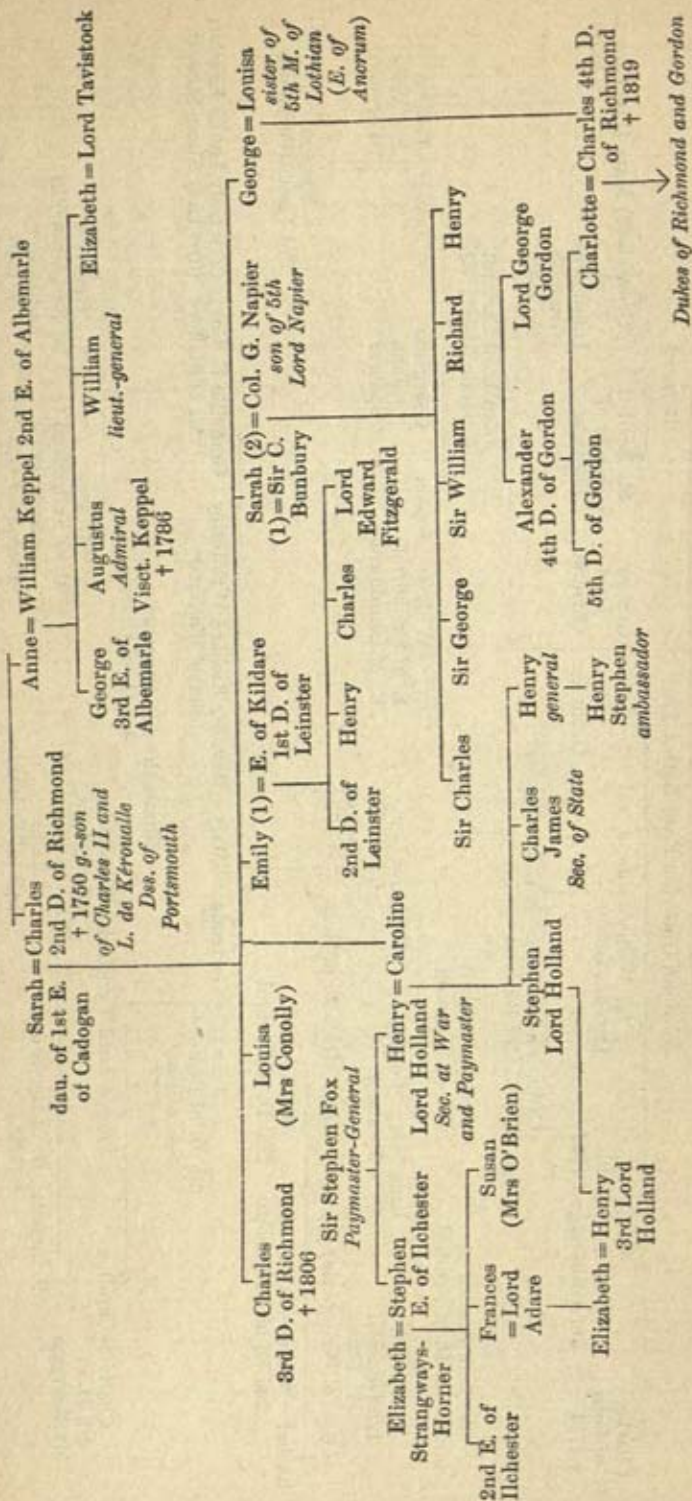 Anne = William Keppel 2nd E. of Albemarle
Sarah = Charles
dau. of 1st E. 2nd D. of Richmond
of Cadogan † 1750 g.-son
of Charles II and
L. de Kéroualle
Dss. of
Portsmouth
George
3rd E. of
Albemarle
Augustus
Admiral
Visct. Keppel
† 1786
William
lieut.-general
Elizabeth = Lord Tavistock
Charles
3rd D. of Richmond
† 1806
Louisa
(Mrs Conolly)
Emily (1) = E. of Kildare
1st D. of
Leinster
Sarah (2) = Col. G. Napier
son of 5th
Lord Napier
(1) = Sir C.
Bunbury
George = Louisa
sister of
5th M. of
Lothian
(E. of
Ancrum)
Sir Stephen Fox
Paymaster-General
2nd D. of
Leinster
Henry
Charles
Lord
Edward
Fitzgerald
Elizabeth = Stephen
Strangways- E. of Ilchester
Horner
Henry = Caroline
Lord Holland
Sec. at War
and Paymaster
Sir Charles
Sir George
Sir William
Richard
Henry
2nd E. of
Ilchester
Frances
= Lord
Adare
Susan
(Mrs O'Brien)
Stephen
Lord Holland
Charles
James
Sec. of State
Henry
general
Alexander
4th D. of Gordon
Lord George
Gordon
Elizabeth = Henry
3rd Lord
Holland
Henry
Stephen
ambassador
5th D. of Gordon
Charlotte = Charles 4th D.
of Richmond
† 1819
Dukes of Richmond and Gordon